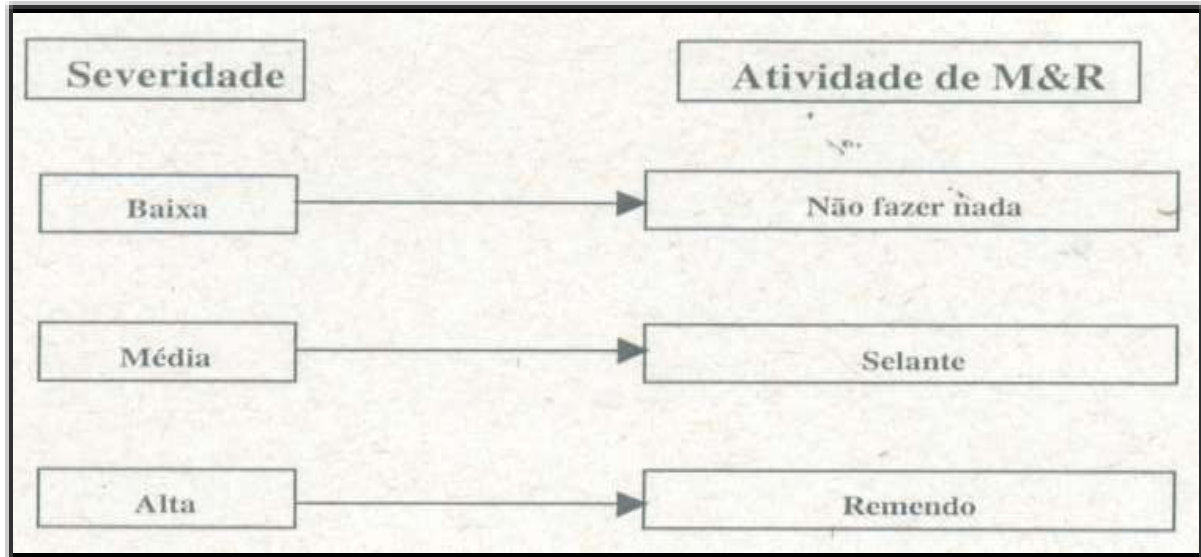 Severidade Atividade de M&R
Baixa Não fazer nada
Média Selante
Alta Remendo